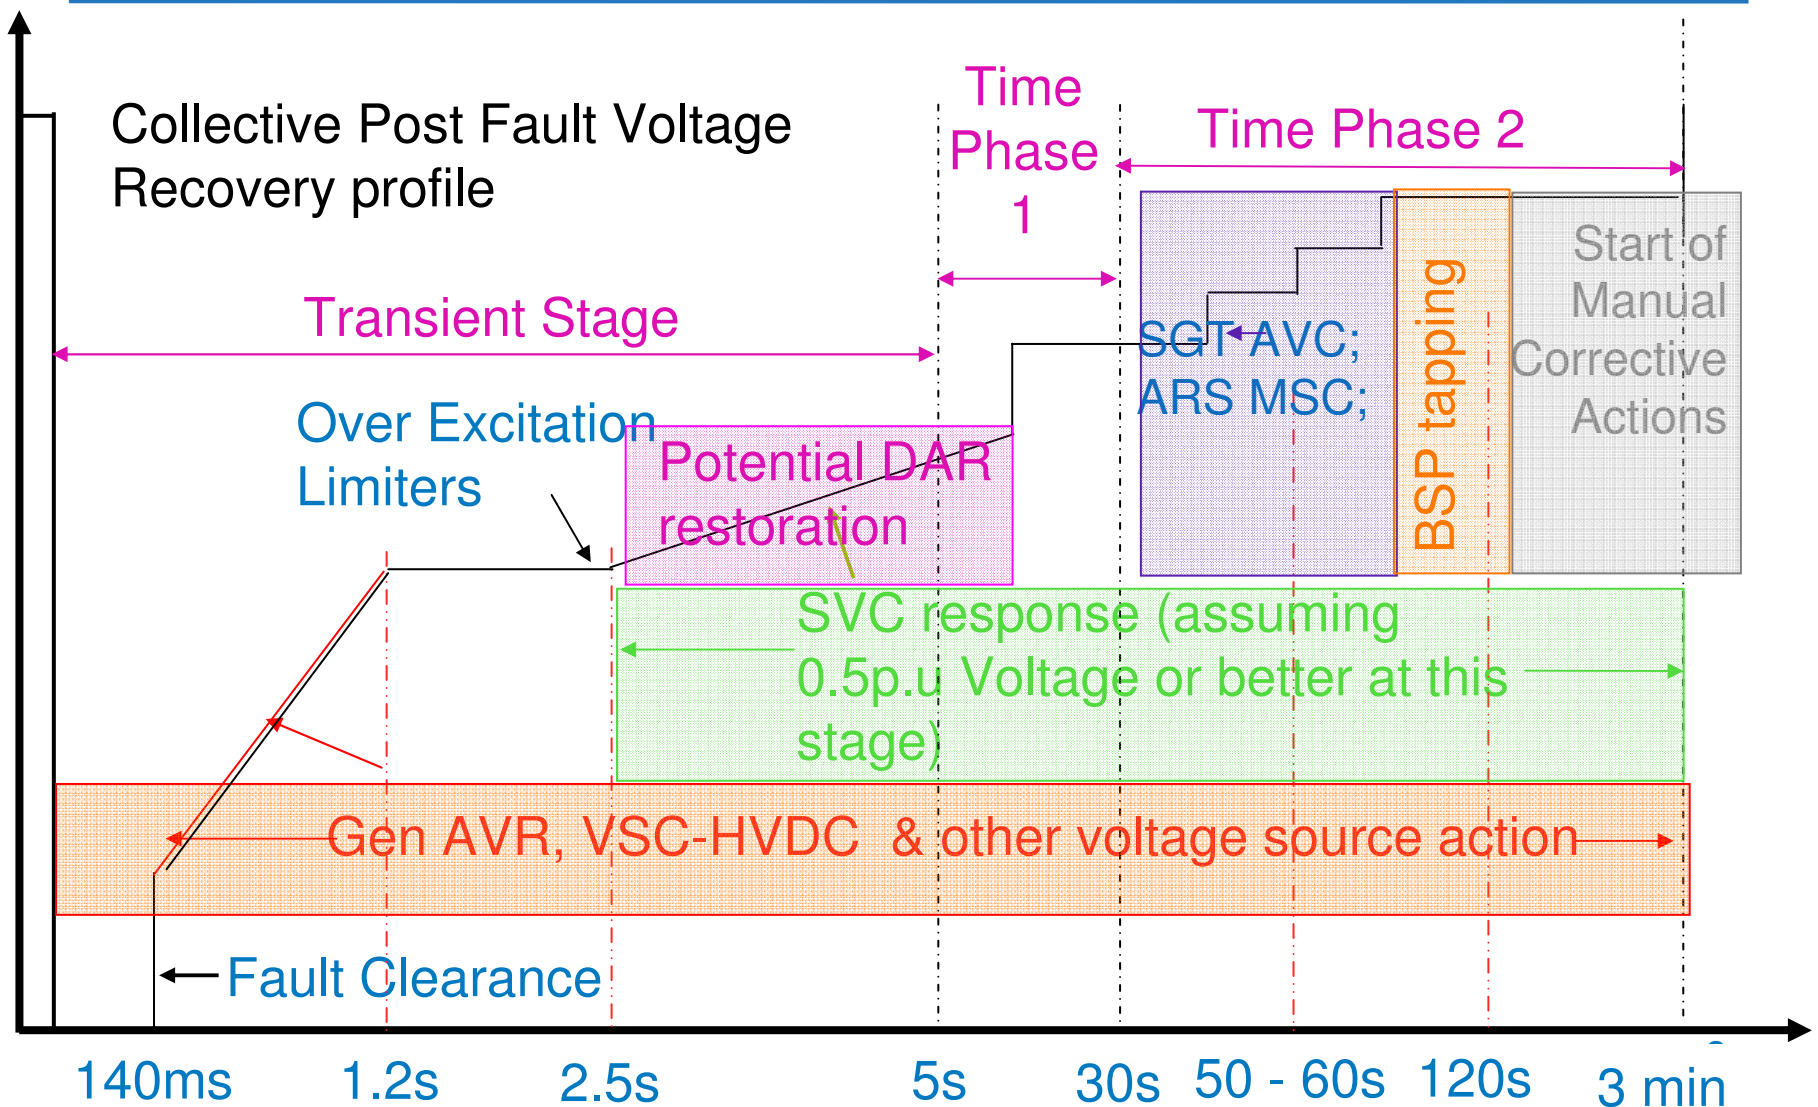 Collective Post Fault Voltage
Recovery profile
Time
Phase
1
Time Phase 2
Transient Stage
Over Excitation
Limiters
Potential DAR
restoration
SGT AVC;
ARS MSC;
BSP tapping
Start of
Manual
Corrective
Actions
SVC response (assuming
0.5p.u Voltage or better at this
stage)
Gen AVR, VSC-HVDC & other voltage source action
Fault Clearance
140ms
1.2s
2.5s
5s
30s
50 - 60s
120s
3 min